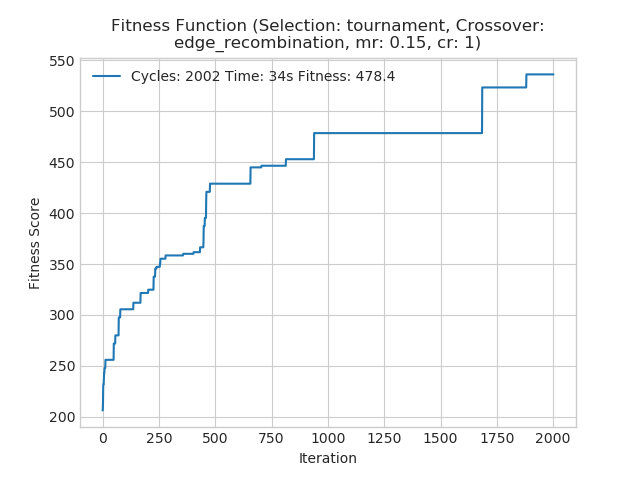 Fitness Function (Selection: tournament, Crossover:
edge_recombination, mr: 0.15, cr: 1)
550
Cycles: 2002 Time: 34s Fitness: 478.4
500
450
400
350
300
250
200
Fitness Score
0 250 500 750 1000 1250 1500 1750 2000
Iteration